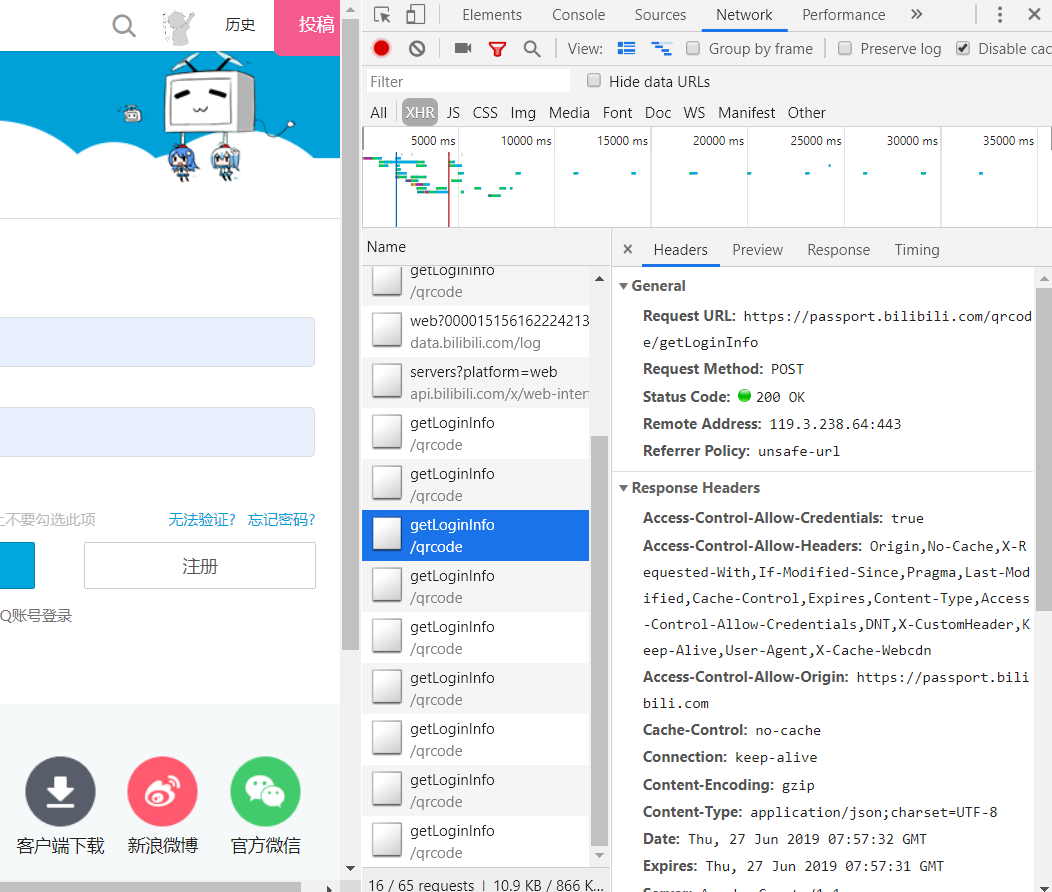 历史
投稿
上不要勾选此项
无法验证?
忘记密码?
注册
Q账号登录
客户端下载
新浪微博
官方微信
Elements
Console
Sources
Network
Performance
»
View:
Group by frame
Preserve log
Disable cac
Filter
Hide data URLs
All
XHR
JS
CSS
Img
Media
Font
Doc
WS
Manifest
Other
5000 ms
10000 ms
15000 ms
20000 ms
25000 ms
30000 ms
35000 ms
Name
getLoginInfo
/qrcode
web?000015156162224213
data.bilibili.com/log
servers?platform=web
api.bilibili.com/x/web-inter
getLoginInfo
/qrcode
getLoginInfo
/qrcode
getLoginInfo
/qrcode
getLoginInfo
/qrcode
getLoginInfo
/qrcode
getLoginInfo
/qrcode
getLoginInfo
/qrcode
getLoginInfo
/qrcode
getLoginInfo
/qrcode
16 / 65 requests | 10.9 KB / 866 K...
Headers
Preview
Response
Timing
General
Request URL: https://passport.bilibili.com/qrcod
e/getLoginInfo
Request Method: POST
Status Code: 200 OK
Remote Address: 119.3.238.64:443
Referrer Policy: unsafe-url
Response Headers
Access-Control-Allow-Credentials: true
Access-Control-Allow-Headers: Origin,No-Cache,X-R
equested-With,If-Modified-Since,Pragma,Last-Mod
ified,Cache-Control,Expires,Content-Type,Access
-Control-Allow-Credentials,DNT,X-CustomHeader,K
eep-Alive,User-Agent,X-Cache-Webcdn
Access-Control-Allow-Origin: https://passport.bili
bili.com
Cache-Control: no-cache
Connection: keep-alive
Content-Encoding: gzip
Content-Type: application/json;charset=UTF-8
Date: Thu, 27 Jun 2019 07:57:32 GMT
Expires: Thu, 27 Jun 2019 07:57:31 GMT